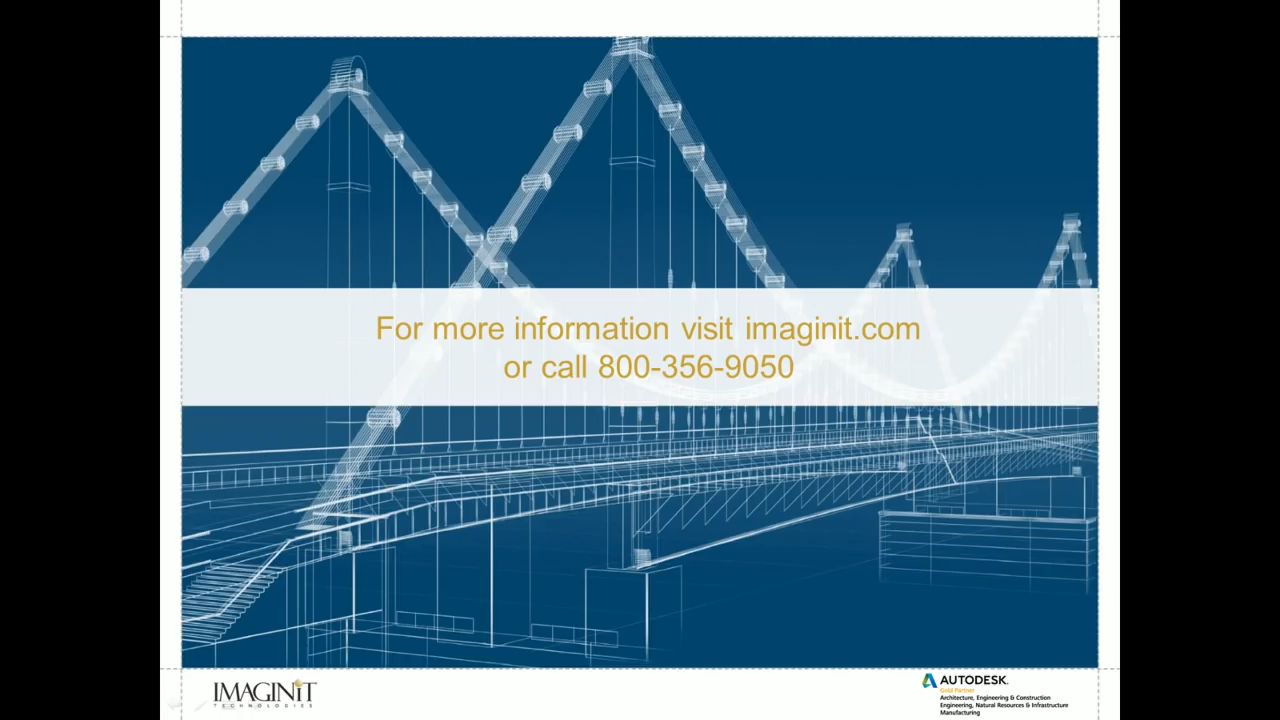 For more information visit imaginit.com
or call 800-356-9050
IMAGINiT
TECHNOLOGIES
AUTODESK.
Gold Partner
Architecture, Engineering & Construction
Engineering, Natural Resources & Infrastructure
Manufacturing